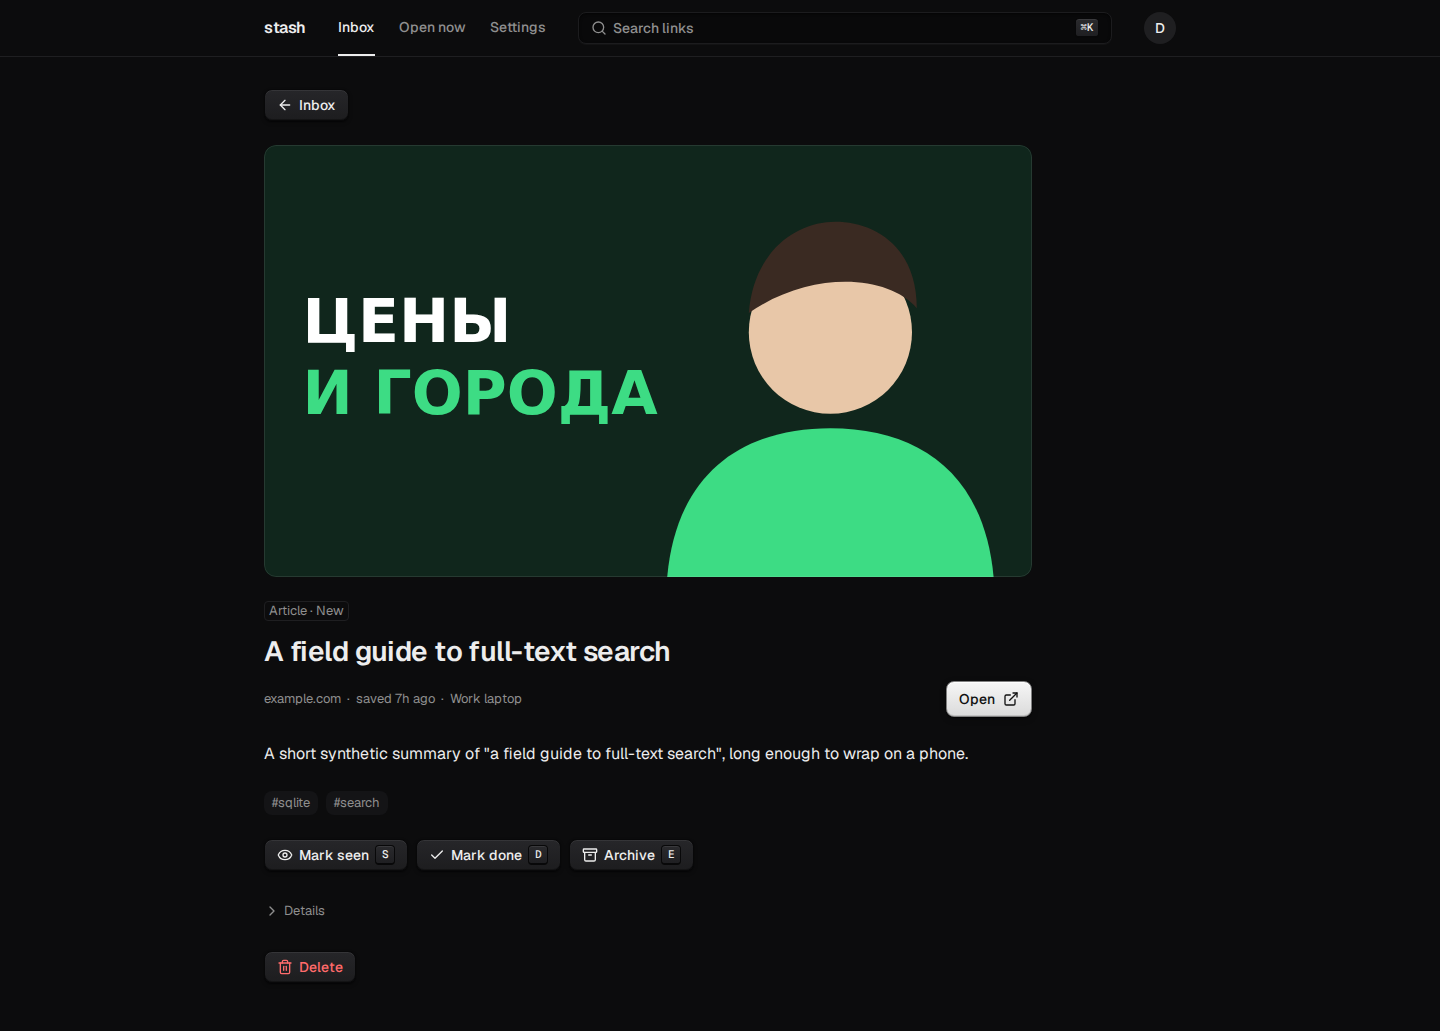 stash Inbox Open now Settings Search links ⌘K D
Inbox
ЦЕНЫ
И ГОРОДА
Article · New
A field guide to full-text search
example.com · saved 7h ago · Work laptop Open
A short synthetic summary of "a field guide to full-text search", long enough to wrap on a phone.
#sqlite #search
Mark seen S Mark done D Archive E
Details
Delete